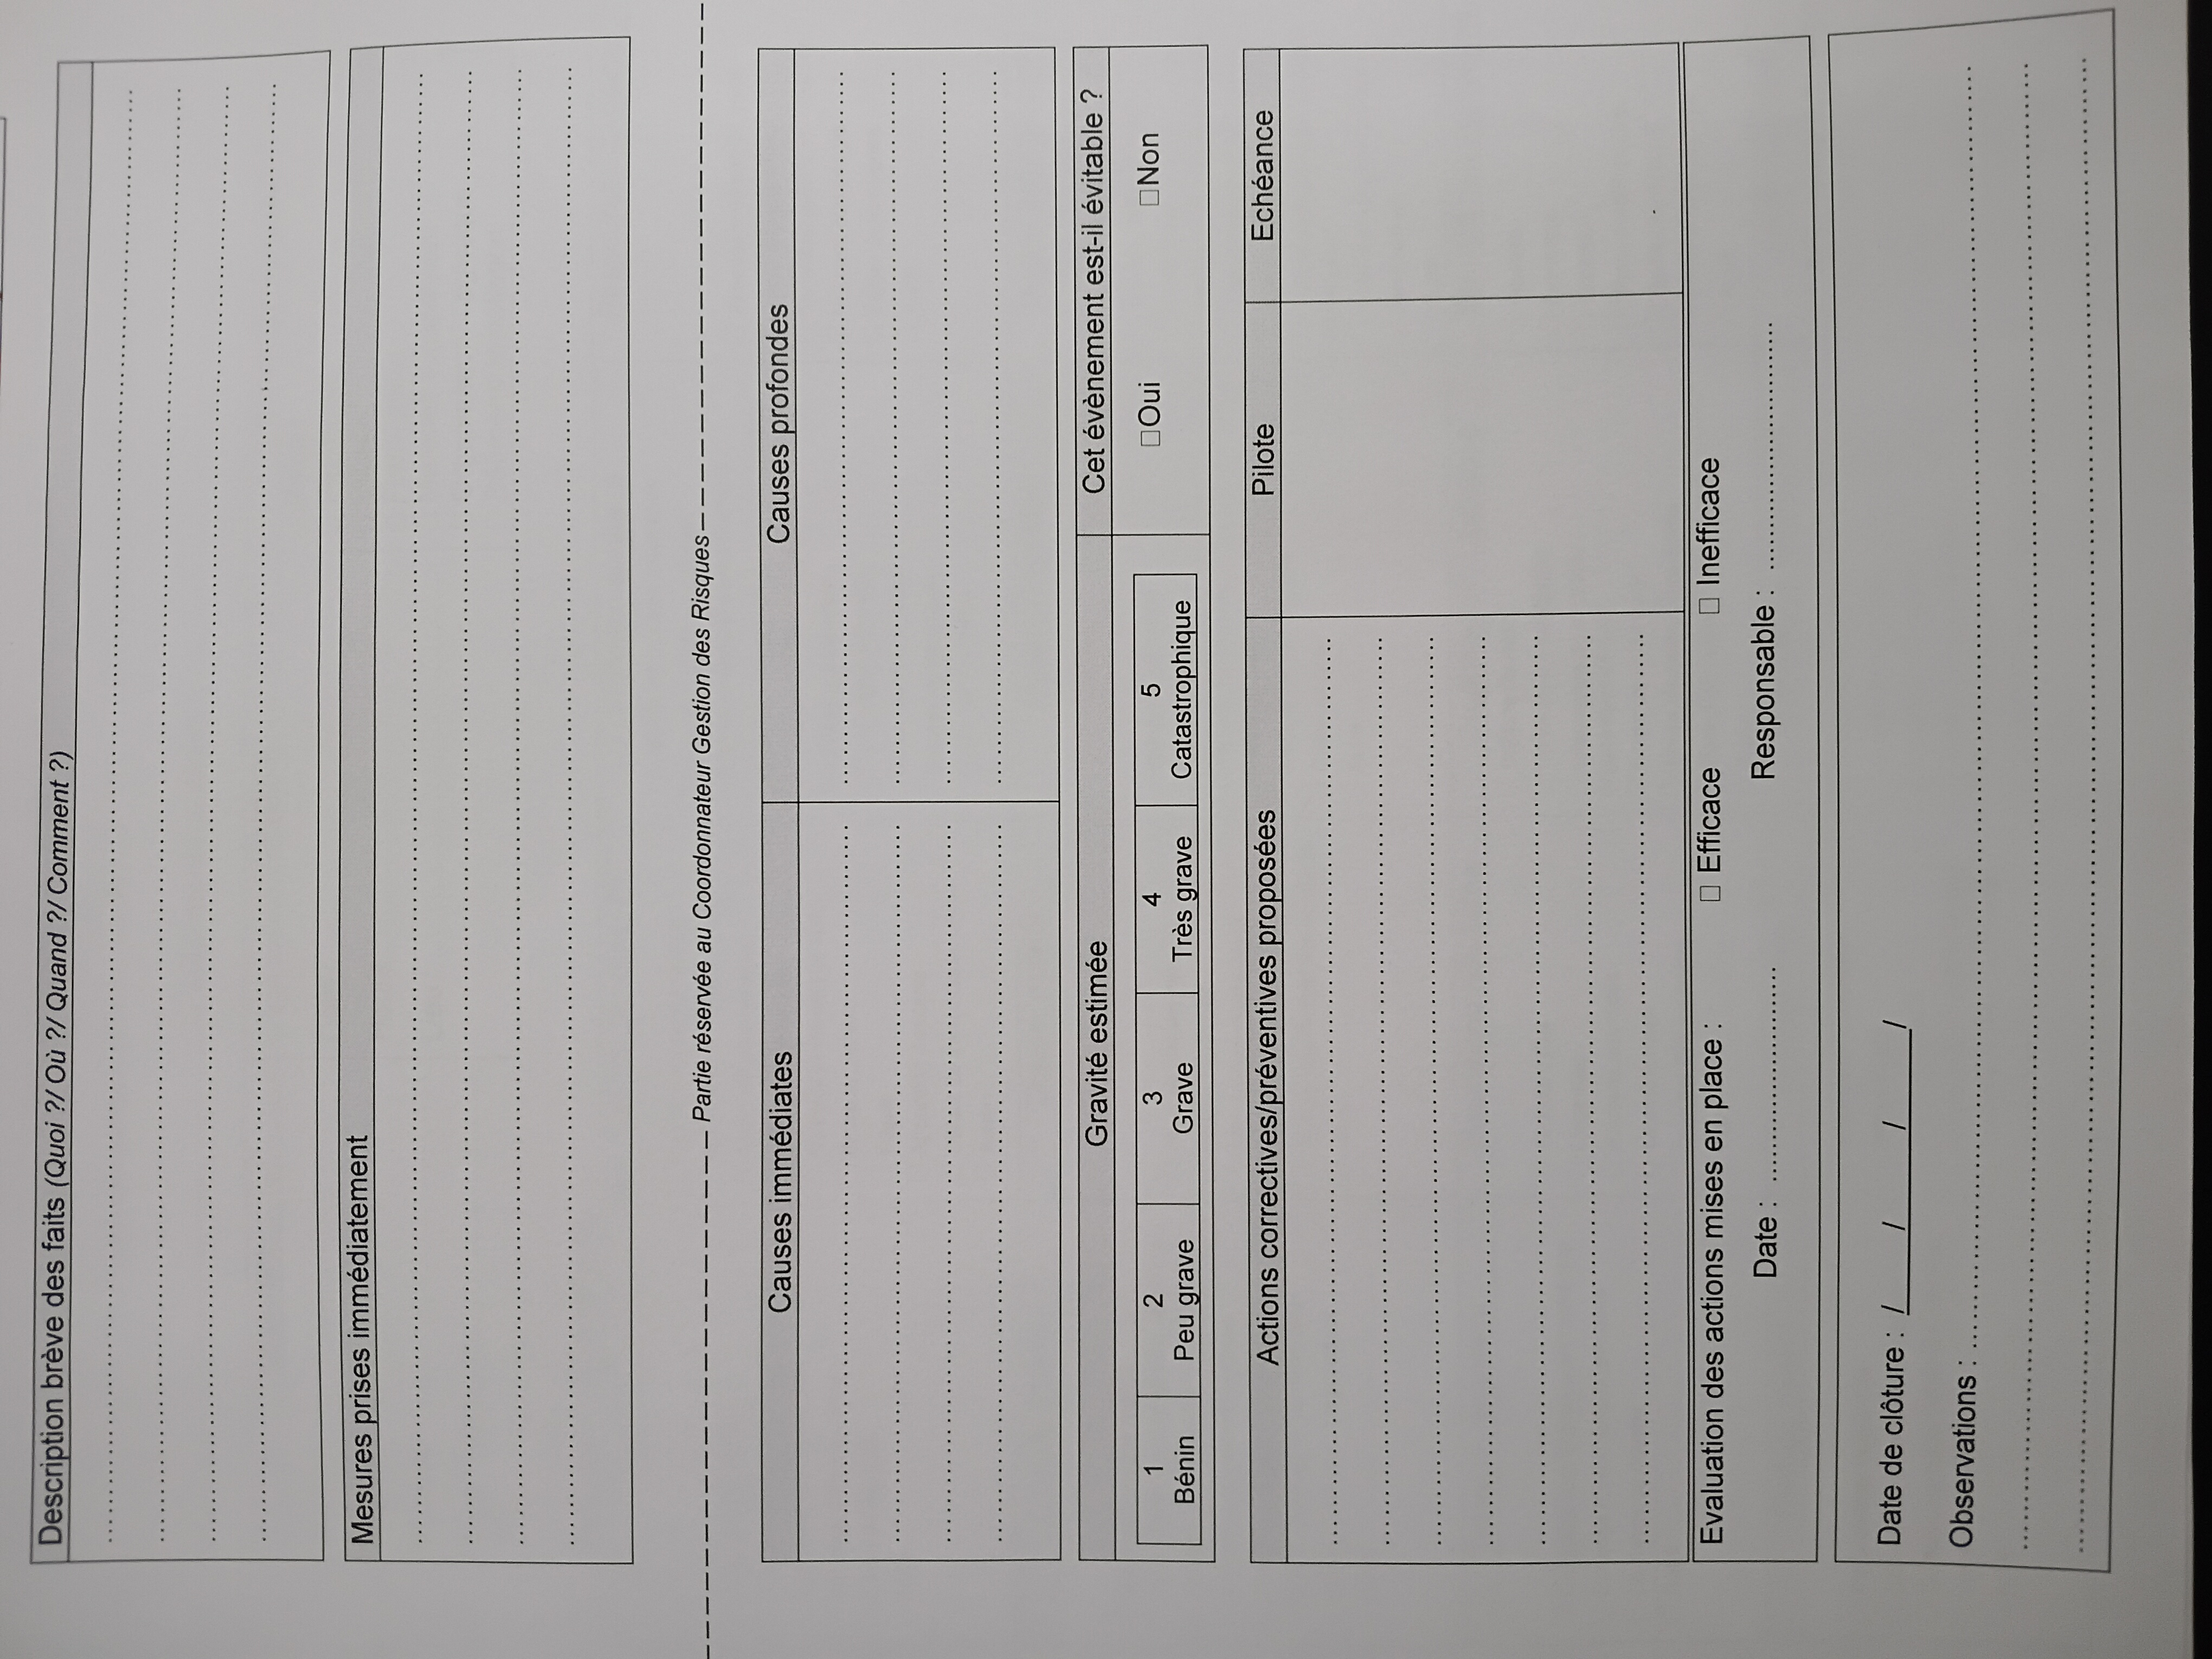 Description brève des faits (Quoi ?/ Où ?/ Quand ?/ Comment ?)
Mesures prises immédiatement
Partie réservée au Coordonnateur Gestion des Risques
Causes immédiates Causes profondes
Gravité estimée Cet évènement est-il évitable ?
1 2 3 4 5
Bénin Peu grave Grave Très grave Catastrophique
□Oui □Non
Actions correctives/préventives proposées Pilote Echéance
Evaluation des actions mises en place : □ Efficace □ Inefficace
Date : .......................... Responsable : ..............................
Date de clôture : / / / /
Observations : ..............................